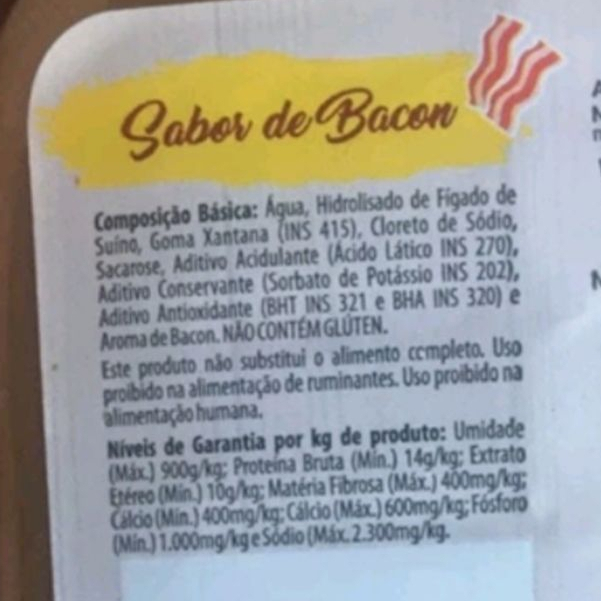 Sabor de Bacon
Composição Básica: Água, Hidrolisado de Fígado de
Suíno, Goma Xantana (INS 415), Cloreto de Sódio,
Sacarose, Aditivo Acidulante (Ácido Lático INS 270),
Aditivo Conservante (Sorbato de Potássio INS 202),
Aditivo Antioxidante (BHT INS 321 e BHA INS 320) e
Aroma de Bacon. NÃO CONTÉM GLÚTEN.
Este produto não substitui o alimento completo. Uso
proibido na alimentação de ruminantes. Uso proibido na
alimentação humana.
Níveis de Garantia por kg de produto: Umidade
(Máx.) 900g/kg; Proteína Bruta (Mín.) 14g/kg; Extrato
Etéreo (Mín.) 10g/kg; Matéria Fibrosa (Máx.) 400mg/kg;
Cálcio (Mín.) 400mg/kg; Cálcio (Máx.) 600mg/kg; Fósforo
(Mín.) 1.000mg/kg e Sódio (Máx. 2.300mg/kg.